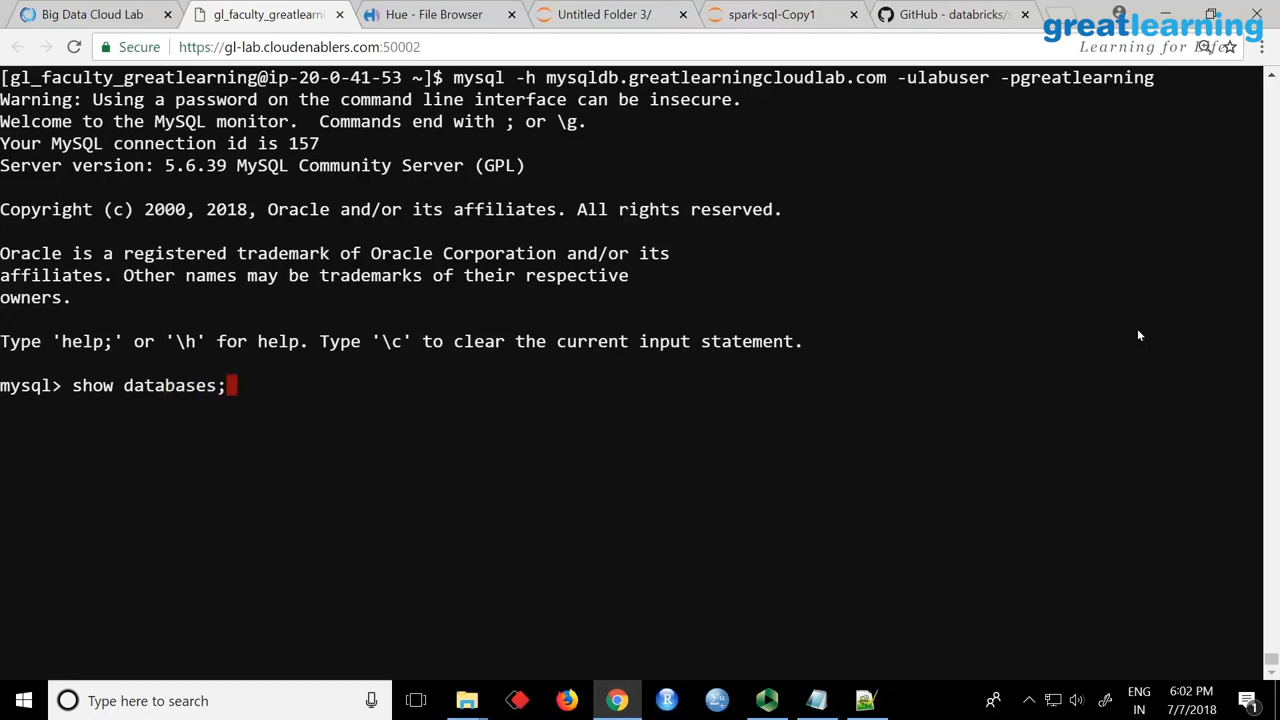 Big Data Cloud Lab
gl_faculty_greatlearni
Hue - File Browser
Untitled Folder 3/
spark-sql-Copy1
GitHub - databricks/s
greatlearning
Learning for Life
Secure
https://gl-lab.cloudenablers.com:50002
[gl_faculty_greatlearning@ip-20-0-41-53 ~]$ mysql -h mysqldb.greatlearningcloudlab.com -ulabuser -pgreatlearning
Warning: Using a password on the command line interface can be insecure.
Welcome to the MySQL monitor.  Commands end with ; or \g.
Your MySQL connection id is 157
Server version: 5.6.39 MySQL Community Server (GPL)
Copyright (c) 2000, 2018, Oracle and/or its affiliates. All rights reserved.
Oracle is a registered trademark of Oracle Corporation and/or its
affiliates. Other names may be trademarks of their respective
owners.
Type 'help;' or '\h' for help. Type '\c' to clear the current input statement.
mysql> show databases;
Type here to search
R
ENG
IN
6:02 PM
7/7/2018
1